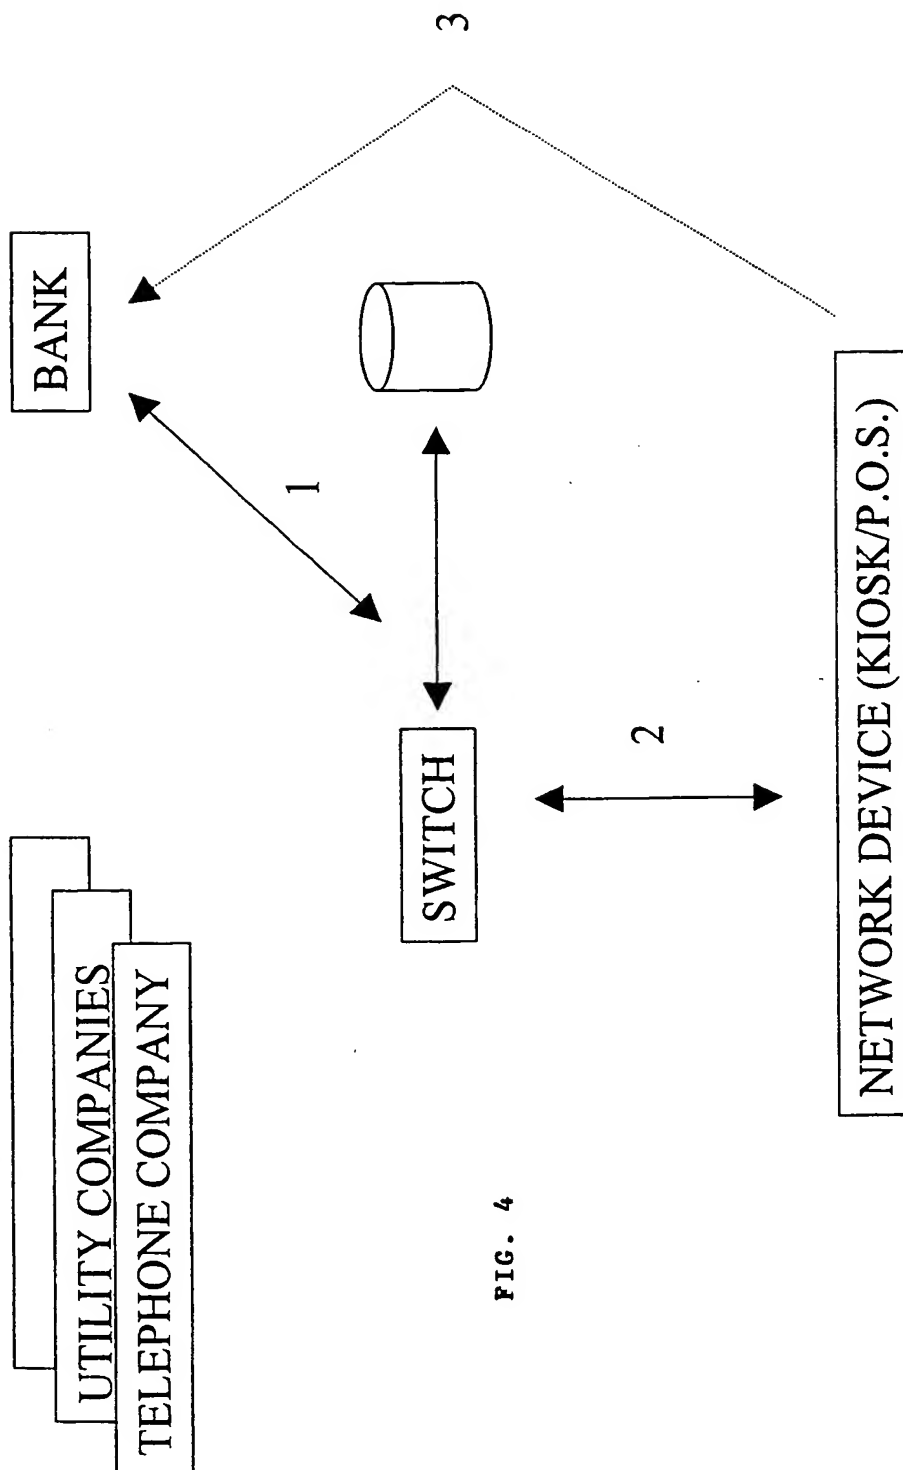 UTILITY COMPANIES
TELEPHONE COMPANY
BANK
1
3
SWITCH
2
NETWORK DEVICE (KIOSK/P.O.S.)
FIG. 4